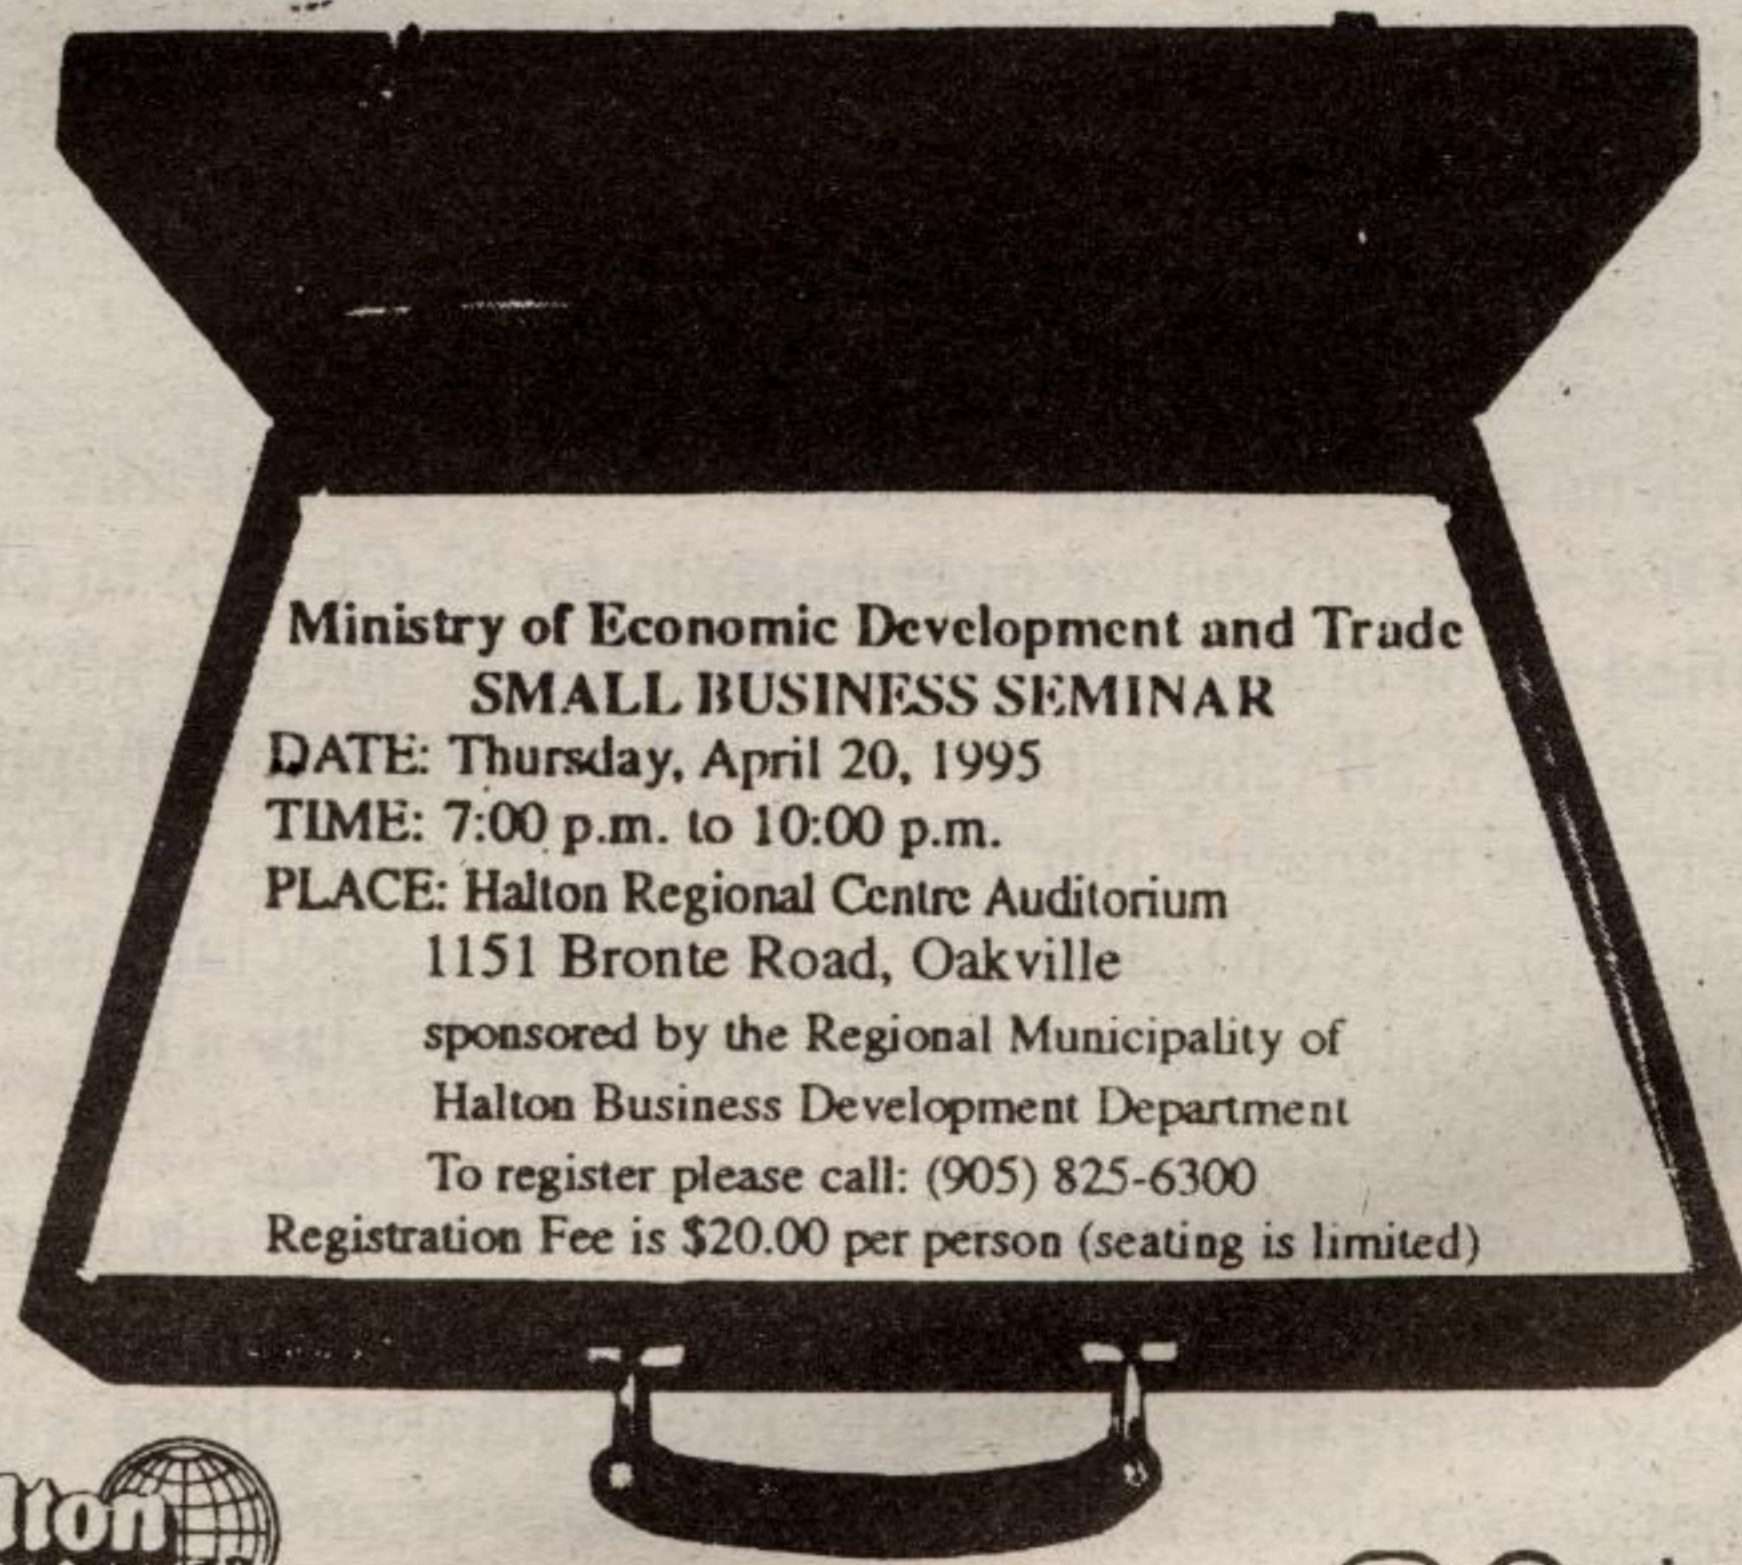 Ministry of Economic Development and Trade
SMALL BUSINESS SEMINAR
DATE: Thursday, April 20, 1995
TIME: 7:00 p.m. to 10:00 p.m.
PLACE: Halton Regional Centre Auditorium
1151 Bronte Road, Oakville
sponsored by the Regional Municipality of
Halton Business Development Department
To register please call: (905) 825-6300
Registration Fee is $20.00 per person (seating is limited)
lton